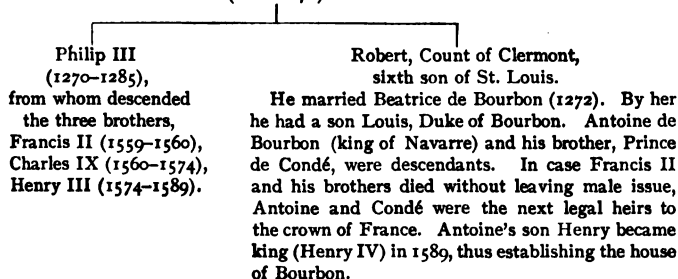 Philip III
(1270–1285),
from whom descended
the three brothers,
Francis II (1559–1560),
Charles IX (1560–1574),
Henry III (1574–1589).
Robert, Count of Clermont,
sixth son of St. Louis.
He married Beatrice de Bourbon (1272). By her
he had a son Louis, Duke of Bourbon. Antoine de
Bourbon (king of Navarre) and his brother, Prince
de Condé, were descendants. In case Francis II
and his brothers died without leaving male issue,
Antoine and Condé were the next legal heirs to
the crown of France. Antoine's son Henry became
king (Henry IV) in 1589, thus establishing the house
of Bourbon.